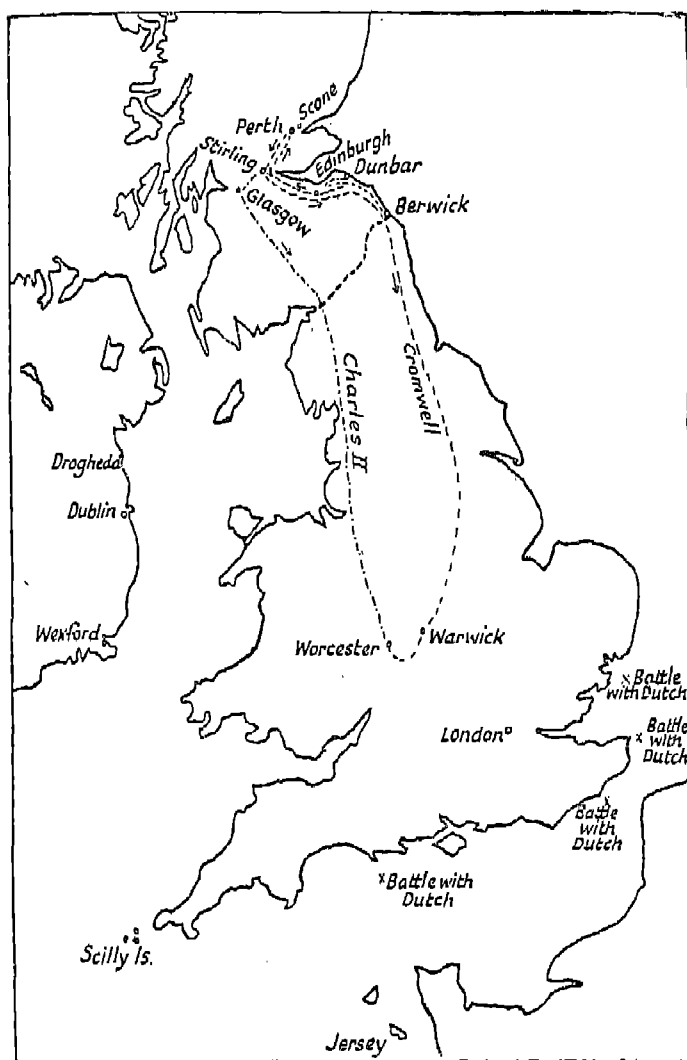 Scone
Perth
Stirling
Edinburgh
Dunbar
Glasgow
Berwick
Charles II
Cromwell
Drogheda
Dublin
Wexford
Worcester
Warwick
Battle
with Dutch
London
Battle
with
Dutch
Battle
with
Dutch
Battle with
Dutch
Scilly Is.
Jersey